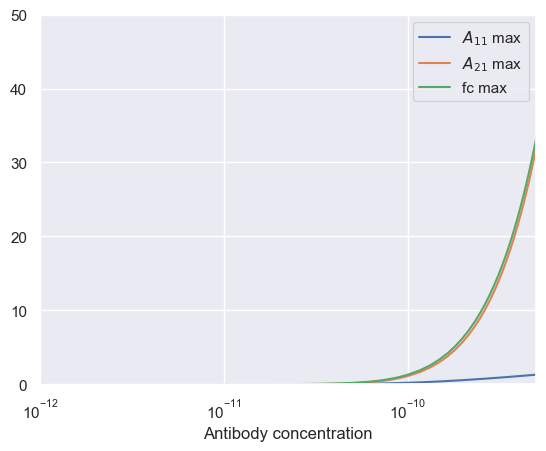 50
40
30
20
10
0
10⁻¹²
10⁻¹¹
10⁻¹⁰
Antibody concentration
A₁₁ max
A₂₁ max
fc max